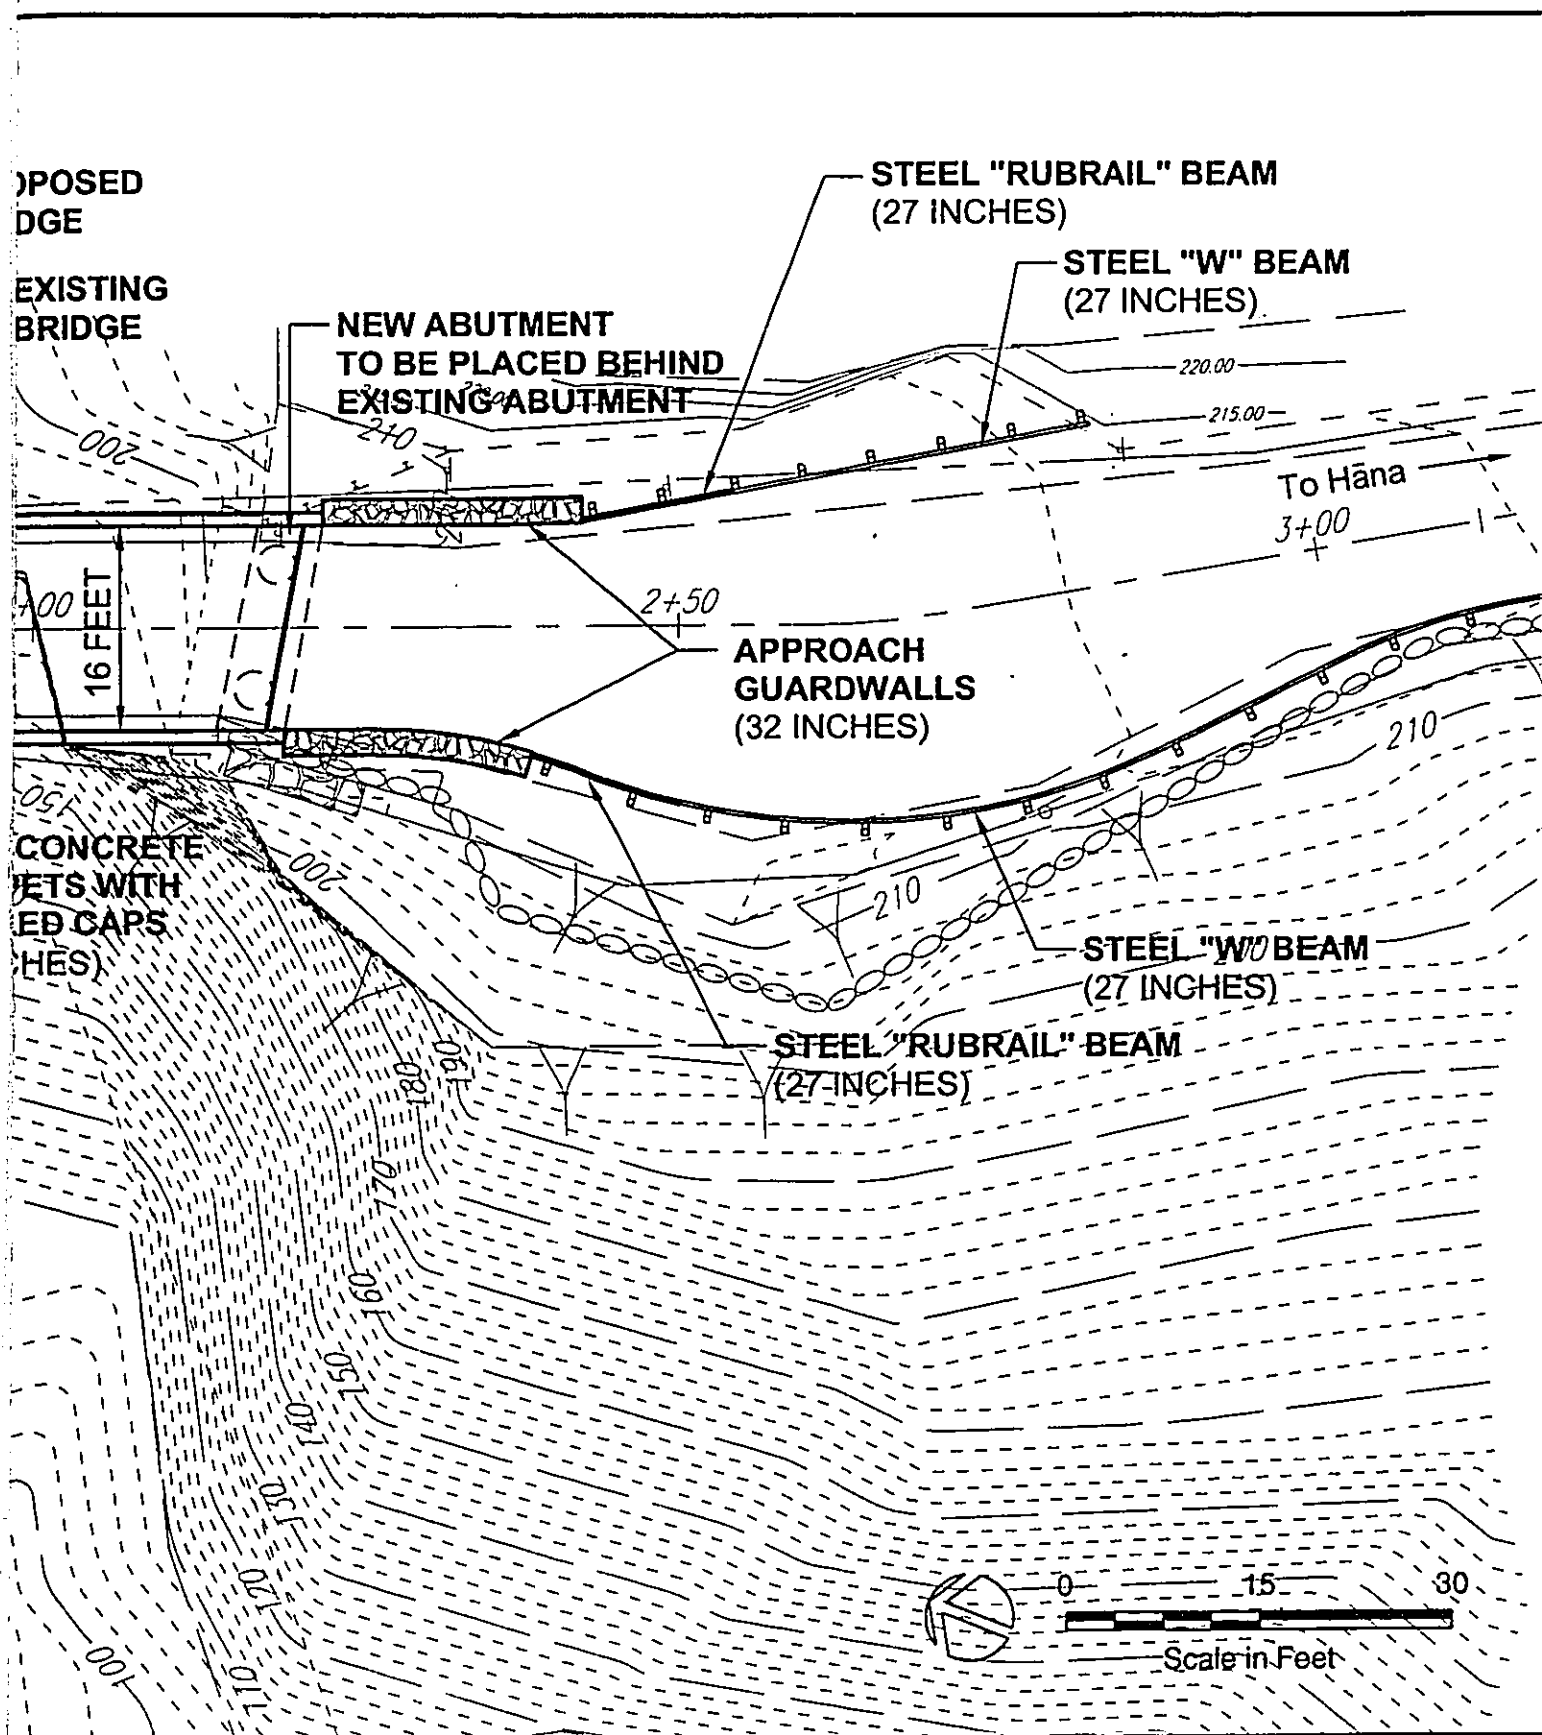 OPOSED
DGE
EXISTING
BRIDGE
STEEL "RUBRAIL" BEAM
(27 INCHES)
STEEL "W" BEAM
(27 INCHES)
NEW ABUTMENT
TO BE PLACED BEHIND
EXISTING ABUTMENT
220.00
215.00
200
210
To Hāna
3+00
+00
16 FEET
2+50
APPROACH
GUARDWALLS
(32 INCHES)
210
150
CONCRETE
ETS WITH
ED CAPS
HES)
200
210
STEEL "W" BEAM
(27 INCHES)
STEEL "RUBRAIL" BEAM
(27 INCHES)
190
180
170
160
150
140
130
120
110
100
0 15 30
Scale in Feet